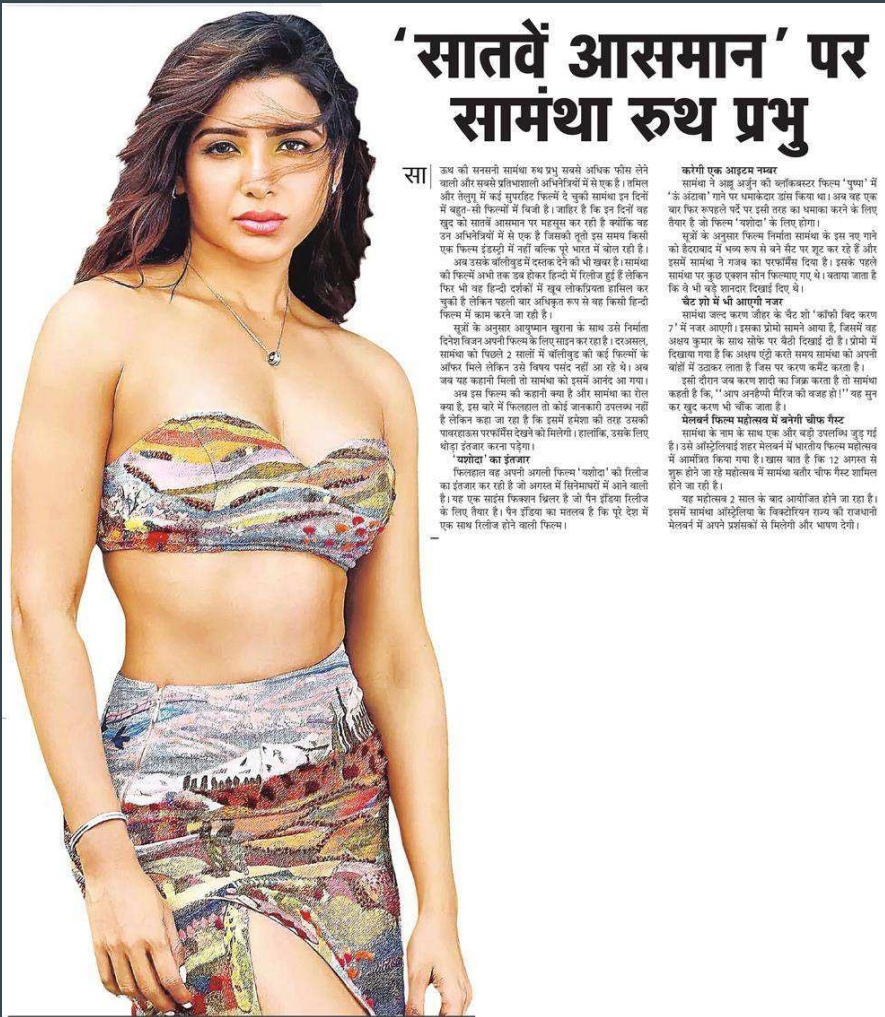 ‘सातवें आसमान’ पर
सामंथा रुथ प्रभु
साऊथ की सनसनी सामंथा रुथ प्रभु सबसे अधिक फीस लेने
वाली और सबसे प्रतिभाशाली अभिनेत्रियों में से एक है। तमिल
और तेलुगू में कई सुपरहिट फिल्में दे चुकी सामंथा इन दिनों
में बहुत-सी फिल्मों में बिजी है। जाहिर है कि इन दिनों वह
खुद को सातवें आसमान पर महसूस कर रही है क्योंकि वह
उन अभिनेत्रियों में से एक है जिसकी तूती इस समय किसी
एक फिल्म इंडस्ट्री में नहीं बल्कि पूरे भारत में बोल रही है।
अब उसके बॉलीवुड में दस्तक देने की भी खबर है। सामंथा
की फिल्में अभी तक डब होकर हिन्दी में रिलीज हुई हैं लेकिन
फिर भी वह हिन्दी दर्शकों में खूब लोकप्रियता हासिल कर
चुकी है लेकिन पहली बार अधिकृत रूप से वह किसी हिन्दी
फिल्म में काम करने जा रही है।
सूत्रों के अनुसार आयुष्मान खुराना के साथ उसे निर्माता
दिनेश विजन अपनी फिल्म के लिए साइन कर रहा है। दरअसल,
सामंथा को पिछले 2 सालों में बॉलीवुड की कई फिल्मों के
ऑफर मिले लेकिन उसे विषय पसंद नहीं आ रहे थे। अब
जब यह कहानी मिली तो सामंथा को इसमें आनंद आ गया।
अब इस फिल्म की कहानी क्या है और सामंथा का रोल
क्या है, इस बारे में फिलहाल तो कोई जानकारी उपलब्ध नहीं
है लेकिन कहा जा रहा है कि इसमें हमेशा की तरह उसकी
पावरहाऊस परफॉर्मैंस देखने को मिलेगी। हालांकि, उसके लिए
थोड़ा इंतजार करना पड़ेगा।
‘यशोदा’ का इंतजार
फिलहाल वह अपनी अगली फिल्म ‘यशोदा’ की रिलीज
का इंतजार कर रही है जो अगस्त में सिनेमाघरों में आने वाली
है। यह एक साइंस फिक्शन थ्रिलर है जो पैन इंडिया रिलीज
के लिए तैयार है। पैन इंडिया का मतलब है कि पूरे देश में
एक साथ रिलीज होने वाली फिल्म।
करेगी एक आइटम नम्बर
सामंथा ने अल्लू अर्जुन की ब्लॉकबस्टर फिल्म ‘पुष्पा’ में
‘ऊं अंटावा’ गाने पर धमाकेदार डांस किया था। अब वह एक
बार फिर रूपहले पर्दे पर इसी तरह का धमाका करने के लिए
तैयार है जो फिल्म ‘यशोदा’ के लिए होगा।
सूत्रों के अनुसार फिल्म निर्माता सामंथा के इस नए गाने
को हैदराबाद में भव्य रूप से बने सैट पर शूट कर रहे हैं और
इसमें सामंथा ने गजब का परफॉर्मैंस दिया है। इसके पहले
सामंथा पर कुछ एक्शन सीन फिल्माए गए थे। बताया जाता है
कि वे भी बड़े शानदार दिखाई दिए थे।
चैट शो में भी आएगी नजर
सामंथा जल्द करण जौहर के चैट शो ‘कॉफी विद करण
7’ में नजर आएगी। इसका प्रोमो सामने आया है, जिसमें वह
अक्षय कुमार के साथ सोफे पर बैठी दिखाई दी है। प्रोमो में
दिखाया गया है कि अक्षय एंट्री करते समय सामंथा को अपनी
बांहों में उठाकर लाता है जिस पर करण कमैंट करता है।
इसी दौरान जब करण शादी का जिक्र करता है तो सामंथा
कहती है कि, ‘‘आप अनहैप्पी मैरिज की वजह हो!’’ यह सुन
कर खुद करण भी चौंक जाता है।
मेलबर्न फिल्म महोत्सव में बनेगी चीफ गैस्ट
सामंथा के नाम के साथ एक और बड़ी उपलब्धि जुड़ गई
है। उसे ऑस्ट्रेलियाई शहर मेलबर्न में भारतीय फिल्म महोत्सव
में आमंत्रित किया गया है। खास बात है कि 12 अगस्त से
शुरू होने जा रहे महोत्सव में सामंथा बतौर चीफ गैस्ट शामिल
होने जा रही है।
यह महोत्सव 2 साल के बाद आयोजित होने जा रहा है।
इसमें सामंथा ऑस्ट्रेलिया के विक्टोरियन राज्य की राजधानी
मेलबर्न में अपने प्रशंसकों से मिलेगी और भाषण देगी।